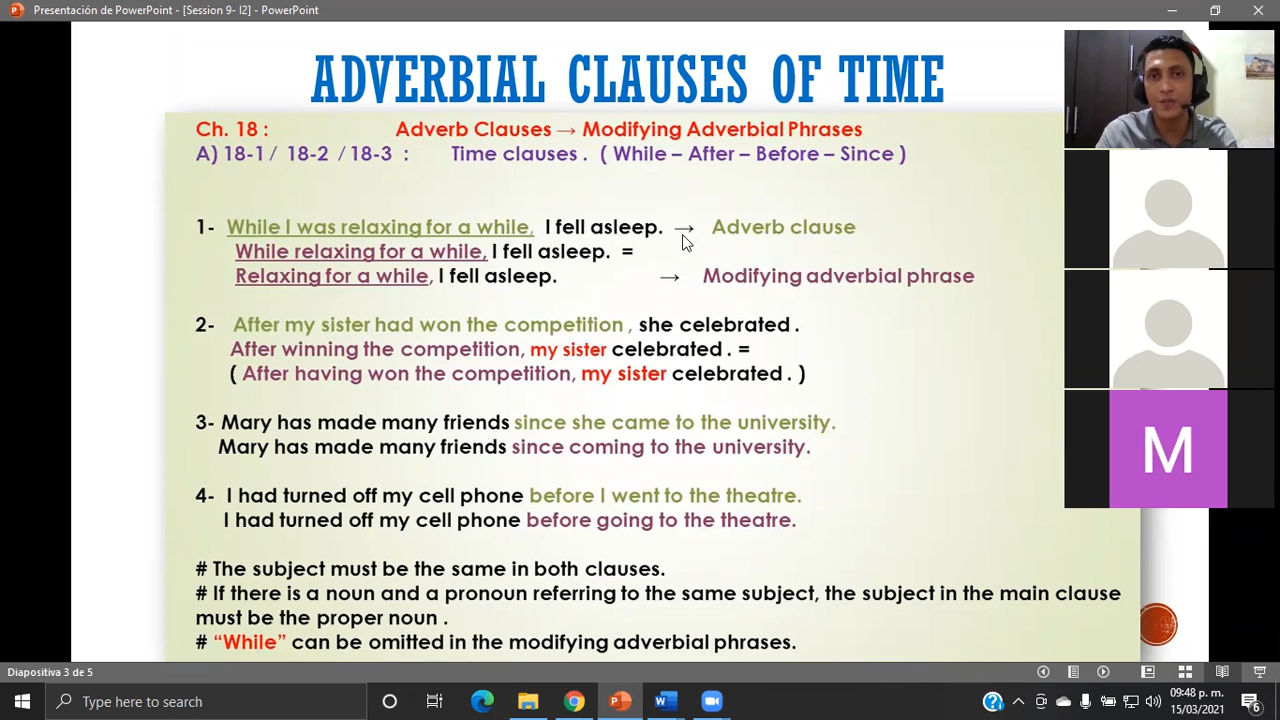 Presentación de PowerPoint - [Session 9- I2] - PowerPoint
ADVERBIAL CLAUSES OF TIME
Ch. 18 : Adverb Clauses → Modifying Adverbial Phrases
A) 18-1 / 18-2 / 18-3 : Time clauses . ( While – After – Before – Since )
1- While I was relaxing for a while, I fell asleep. → Adverb clause
While relaxing for a while, I fell asleep. =
Relaxing for a while, I fell asleep. → Modifying adverbial phrase
2- After my sister had won the competition , she celebrated .
After winning the competition, my sister celebrated . =
( After having won the competition, my sister celebrated . )
3- Mary has made many friends since she came to the university.
Mary has made many friends since coming to the university.
4- I had turned off my cell phone before I went to the theatre.
I had turned off my cell phone before going to the theatre.
# The subject must be the same in both clauses.
# If there is a noun and a pronoun referring to the same subject, the subject in the main clause
must be the proper noun .
# “While” can be omitted in the modifying adverbial phrases.
M
Diapositiva 3 de 5
Type here to search
09:48 p. m.
15/03/2021
6